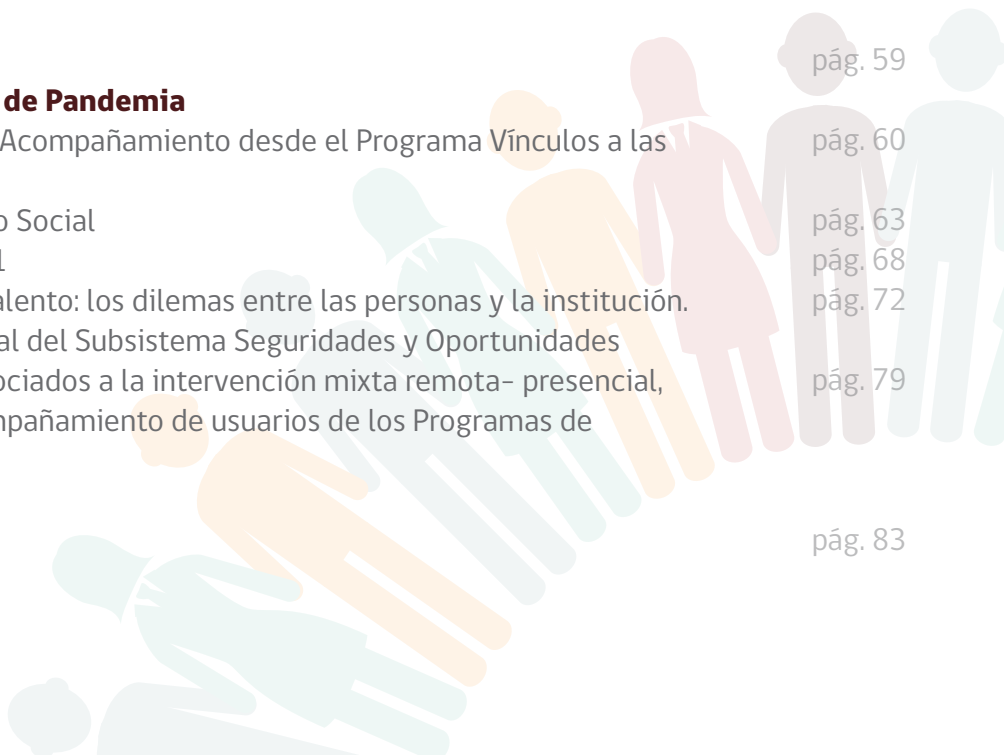 pág. 59
de Pandemia
Acompañamiento desde el Programa Vínculos a las pág. 60
o Social pág. 63
pág. 68
alento: los dilemas entre las personas y la institución. pág. 72
al del Subsistema Seguridades y Oportunidades
ociados a la intervención mixta remota- presencial, pág. 79
mpañamiento de usuarios de los Programas de
pág. 83